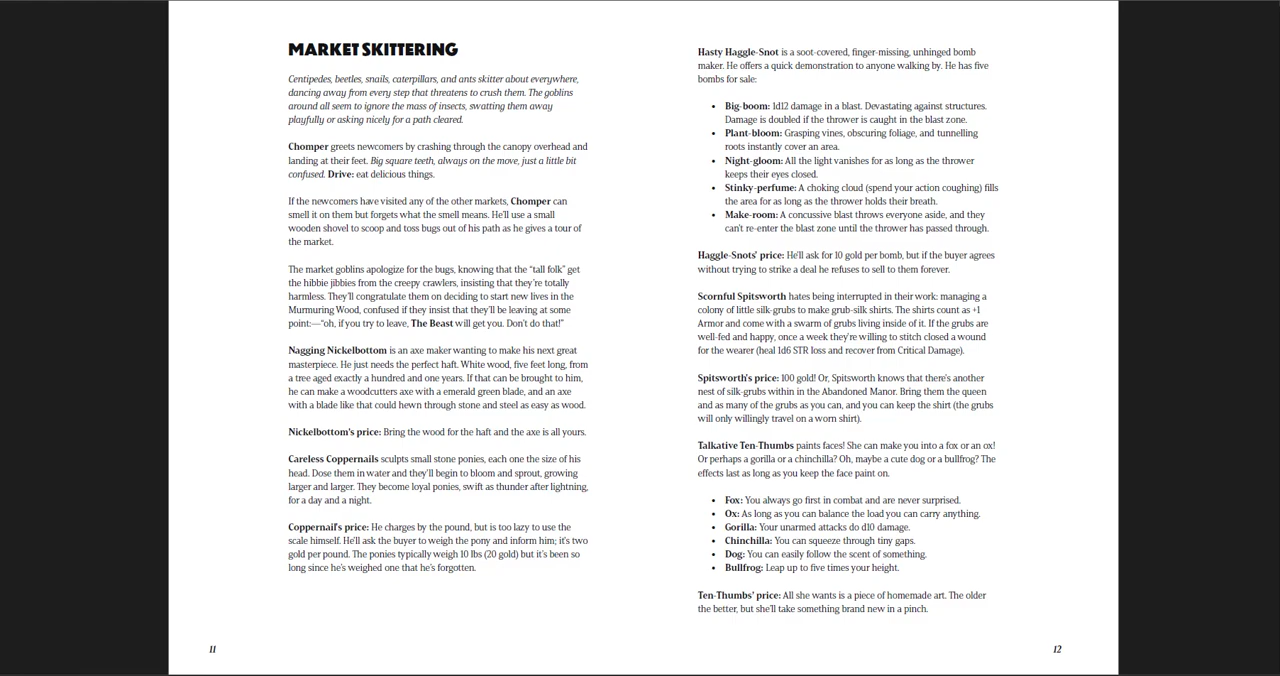 MARKET SKITTERING
Centipedes, beetles, snails, caterpillars, and ants skitter about everywhere,
dancing away from every step that threatens to crush them. The goblins
around all seem to ignore the mass of insects, swatting them away
playfully or asking nicely for a path cleared.
Chomper greets newcomers by crashing through the canopy overhead and
landing at their feet. Big square teeth, always on the move, just a little bit
confused. Drive: eat delicious things.
If the newcomers have visited any of the other markets, Chomper can
smell it on them but forgets what the smell means. He'll use a small
wooden shovel to scoop and toss bugs out of his path as he gives a tour of
the market.
The market goblins apologize for the bugs, knowing that the "tall folk" get
the hibbie jibbies from the creepy crawlers, insisting that they're totally
harmless. They'll congratulate them on deciding to start new lives in the
Murmuring Wood, confused if they insist that they'll be leaving at some
point:—"oh, if you try to leave, The Beast will get you. Don't do that!"
Nagging Nickelbottom is an axe maker wanting to make his next great
masterpiece. He just needs the perfect haft. White wood, five feet long, from
a tree aged exactly a hundred and one years. If that can be brought to him,
he can make a woodcutters axe with a emerald green blade, and an axe
with a blade like that could hewn through stone and steel as easy as wood.
Nickelbottom's price: Bring the wood for the haft and the axe is all yours.
Careless Coppernails sculpts small stone ponies, each one the size of his
head. Dose them in water and they'll begin to bloom and sprout, growing
larger and larger. They become loyal ponies, swift as thunder after lightning,
for a day and a night.
Coppernail's price: He charges by the pound, but is too lazy to use the
scale himself. He'll ask the buyer to weigh the pony and inform him; it's two
gold per pound. The ponies typically weigh 10 lbs (20 gold) but it's been so
long since he's weighed one that he's forgotten.
11
Hasty Haggle-Snot is a soot-covered, finger-missing, unhinged bomb
maker. He offers a quick demonstration to anyone walking by. He has five
bombs for sale:
• Big-boom: 1d12 damage in a blast. Devastating against structures.
Damage is doubled if the thrower is caught in the blast zone.
• Plant-bloom: Grasping vines, obscuring foliage, and tunnelling
roots instantly cover an area.
• Night-gloom: All the light vanishes for as long as the thrower
keeps their eyes closed.
• Stinky-perfume: A choking cloud (spend your action coughing) fills
the area for as long as the thrower holds their breath.
• Make-room: A concussive blast throws everyone aside, and they
can't re-enter the blast zone until the thrower has passed through.
Haggle-Snots' price: He'll ask for 10 gold per bomb, but if the buyer agrees
without trying to strike a deal he refuses to sell to them forever.
Scornful Spitsworth hates being interrupted in their work: managing a
colony of little silk-grubs to make grub-silk shirts. The shirts count as +1
Armor and come with a swarm of grubs living inside of it. If the grubs are
well-fed and happy, once a week they're willing to stitch closed a wound
for the wearer (heal 1d6 STR loss and recover from Critical Damage).
Spitsworth's price: 100 gold! Or, Spitsworth knows that there's another
nest of silk-grubs within in the Abandoned Manor. Bring them the queen
and as many of the grubs as you can, and you can keep the shirt (the grubs
will only willingly travel on a worn shirt).
Talkative Ten-Thumbs paints faces! She can make you into a fox or an ox!
Or perhaps a gorilla or a chinchilla? Oh, maybe a cute dog or a bullfrog? The
effects last as long as you keep the face paint on.
• Fox: You always go first in combat and are never surprised.
• Ox: As long as you can balance the load you can carry anything.
• Gorilla: Your unarmed attacks do d10 damage.
• Chinchilla: You can squeeze through tiny gaps.
• Dog: You can easily follow the scent of something.
• Bullfrog: Leap up to five times your height.
Ten-Thumbs' price: All she wants is a piece of homemade art. The older
the better, but she'll take something brand new in a pinch.
12